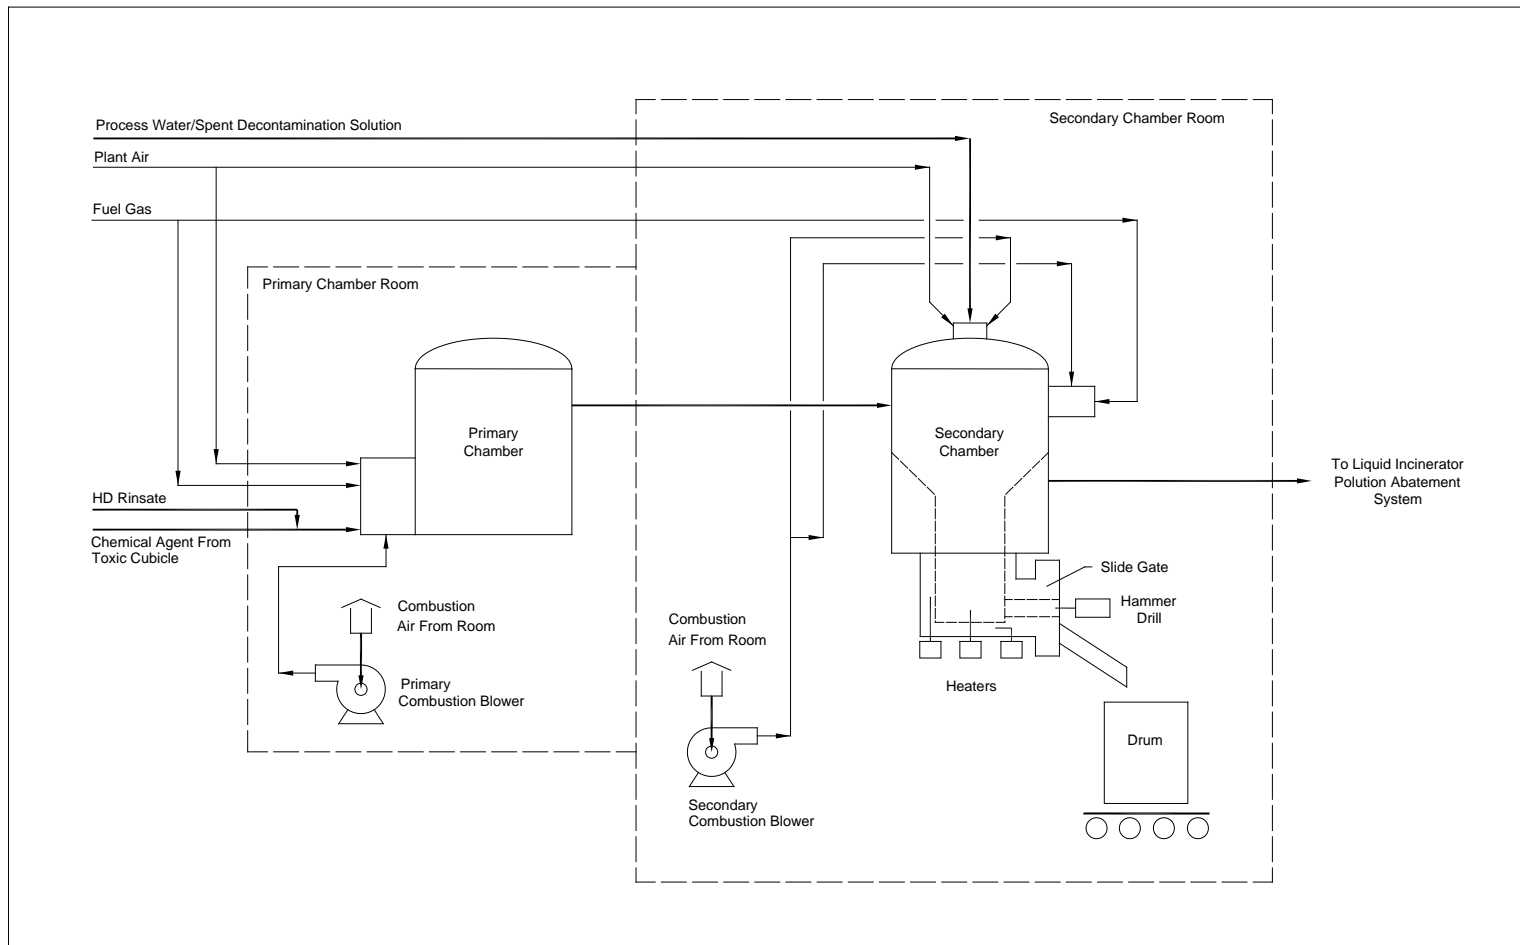 Process Water/Spent Decontamination Solution
Secondary Chamber Room
Plant Air
Fuel Gas
Primary Chamber Room
Primary
Chamber
Secondary
Chamber
To Liquid Incinerator
Polution Abatement
System
HD Rinsate
Chemical Agent From
Toxic Cubicle
Slide Gate
Hammer
Drill
Combustion
Air From Room
Combustion
Air From Room
Primary
Combustion Blower
Heaters
Drum
Secondary
Combustion Blower